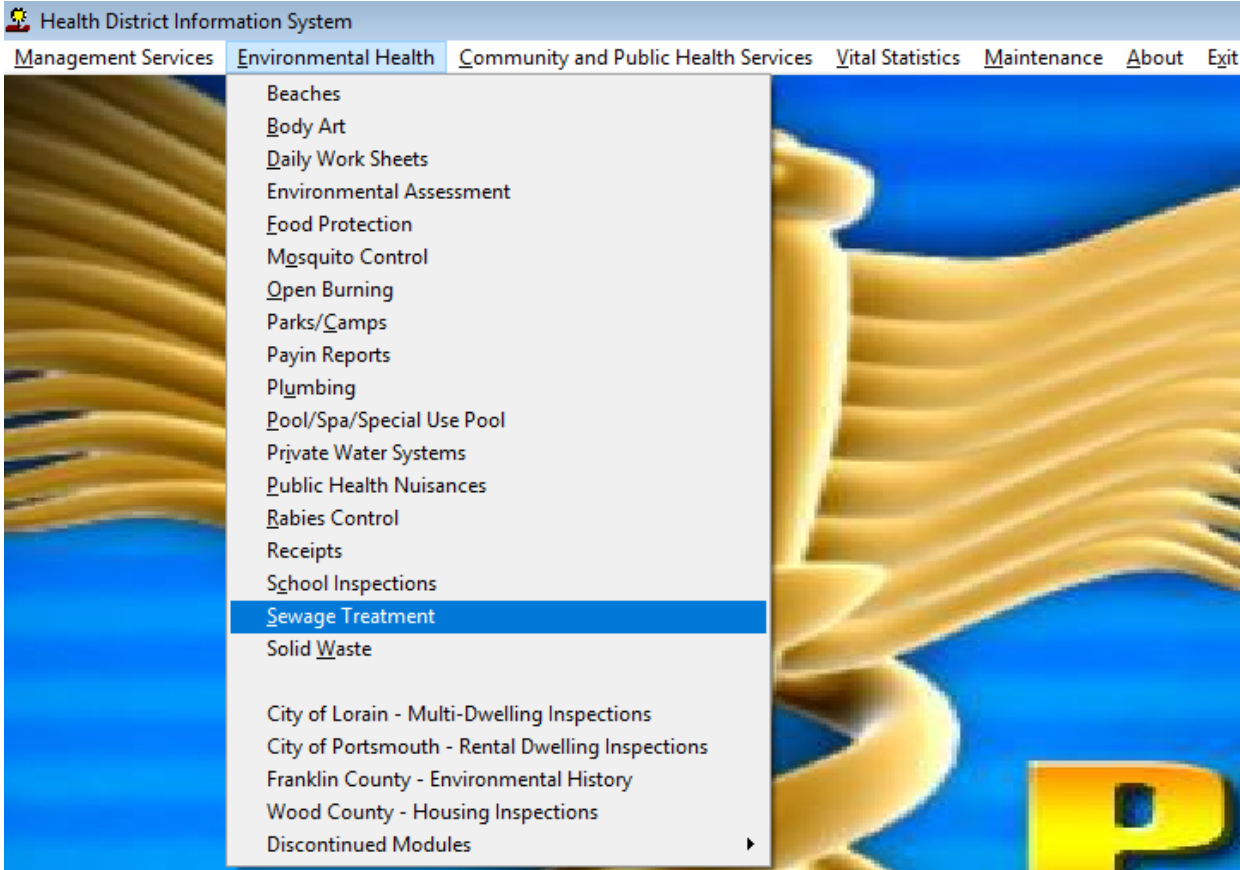 Health District Information System
Management Services Environmental Health Community and Public Health Services Vital Statistics Maintenance About Exit
Beaches
Body Art
Daily Work Sheets
Environmental Assessment
Food Protection
Mosquito Control
Open Burning
Parks/Camps
Payin Reports
Plumbing
Pool/Spa/Special Use Pool
Private Water Systems
Public Health Nuisances
Rabies Control
Receipts
School Inspections
Sewage Treatment
Solid Waste
City of Lorain - Multi-Dwelling Inspections
City of Portsmouth - Rental Dwelling Inspections
Franklin County - Environmental History
Wood County - Housing Inspections
Discontinued Modules
P